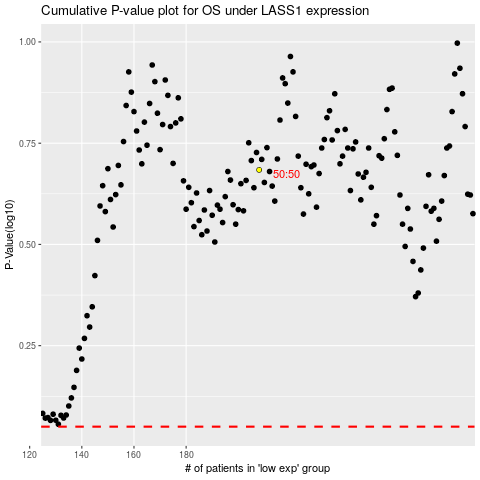 Cumulative P-value plot for OS under LASS1 expression
1.00
0.75
0.50
0.25
P-Value(log10)
50:50
120 140 160 180
# of patients in 'low exp' group